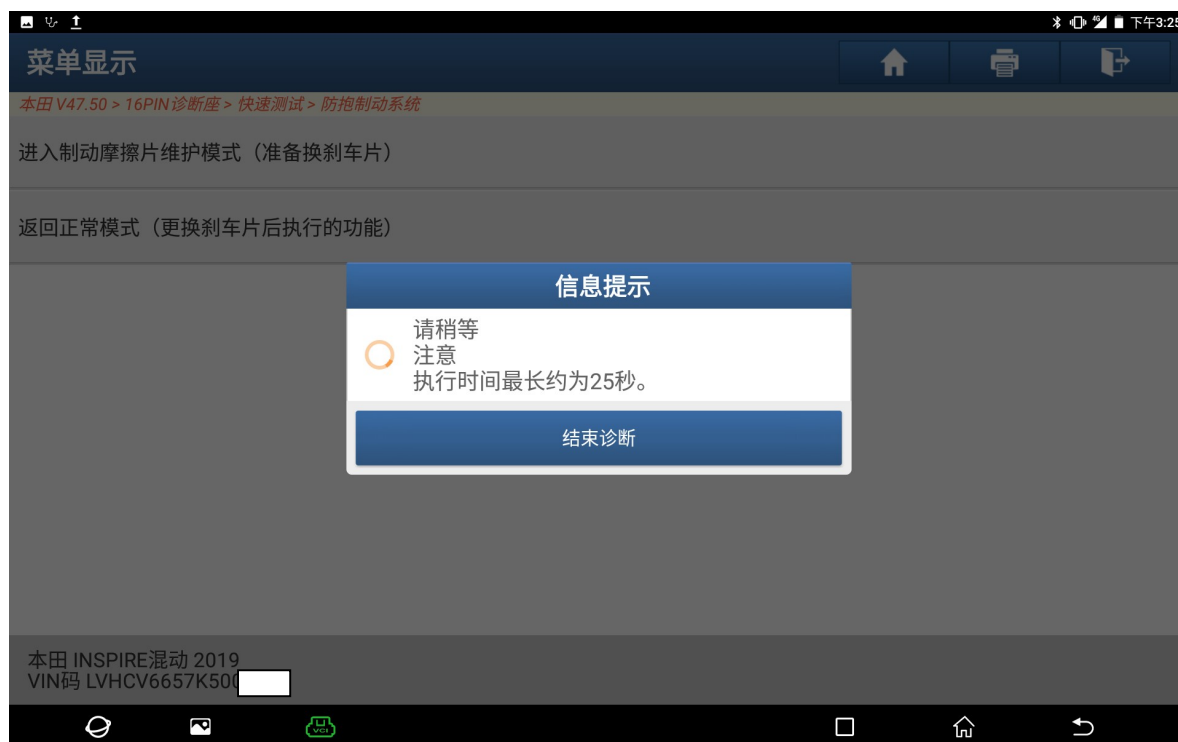 4G 下午3:25
菜单显示
本田 V47.50 > 16PIN诊断座 > 快速测试 > 防抱制动系统
进入制动摩擦片维护模式（准备换刹车片）
返回正常模式（更换刹车片后执行的功能）
信息提示
请稍等
注意
执行时间最长约为25秒。
结束诊断
本田 INSPIRE混动 2019
VIN码 LVHCV6657K500
VCI